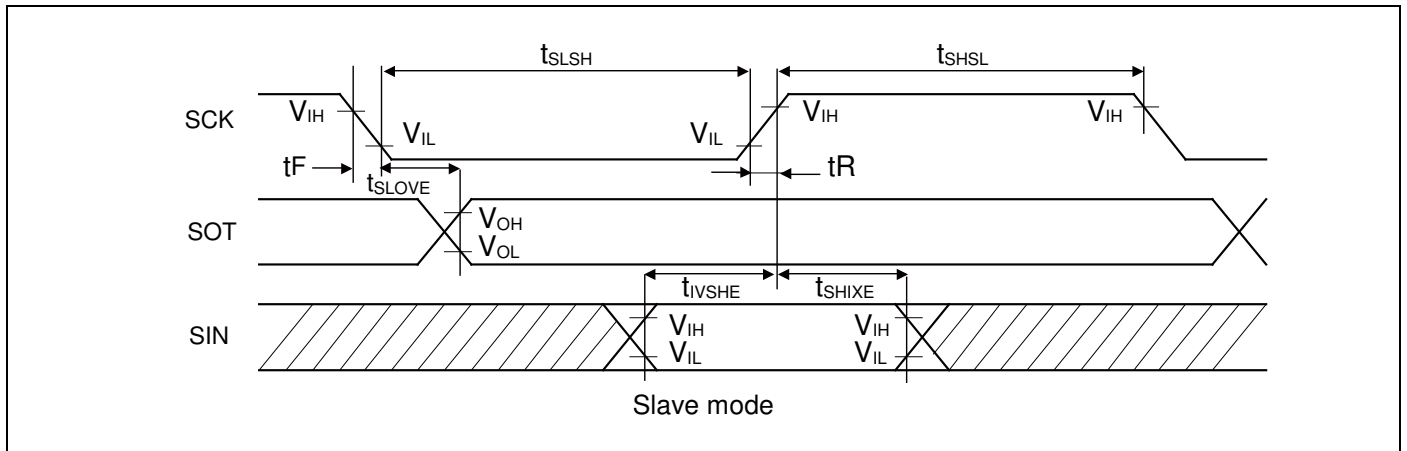 tSLSH tSHSL
SCK VIH VIL VIL VIH VIH
tF tSLOVE tR
SOT VOH
VOL
tIVSHE tSHIXE
SIN VIH VIH
VIL VIL
Slave mode